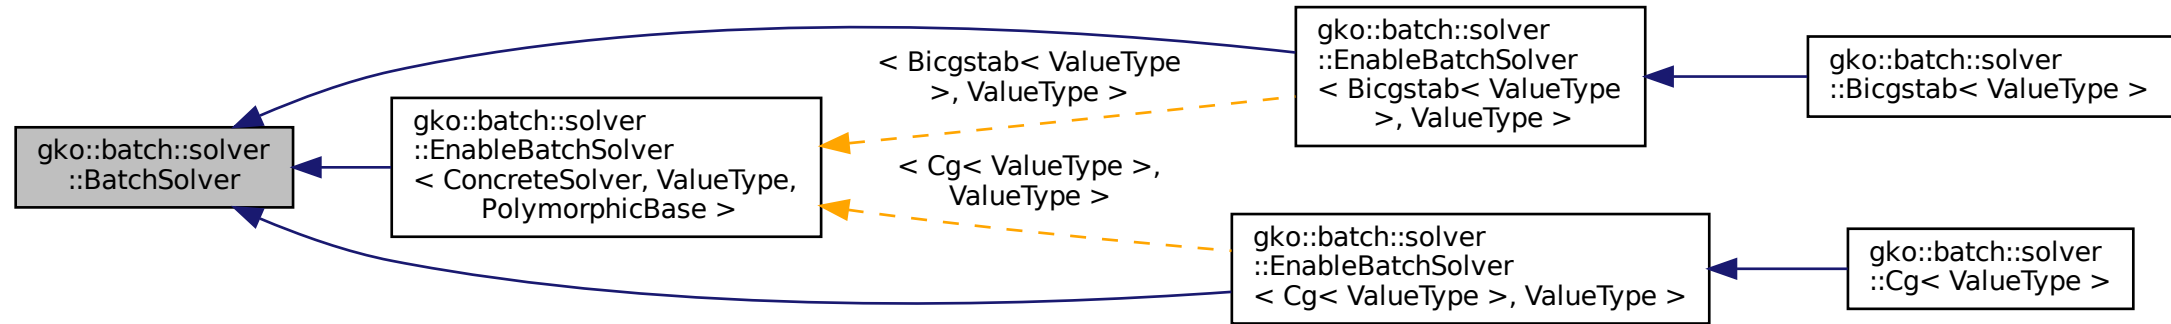 gko::batch::solver
::BatchSolver
gko::batch::solver
::EnableBatchSolver
< ConcreteSolver, ValueType,
PolymorphicBase >
< Bicgstab< ValueType
>, ValueType >
< Cg< ValueType >,
ValueType >
gko::batch::solver
::EnableBatchSolver
< Bicgstab< ValueType
>, ValueType >
gko::batch::solver
::Bicgstab< ValueType >
gko::batch::solver
::EnableBatchSolver
< Cg< ValueType >, ValueType >
gko::batch::solver
::Cg< ValueType >